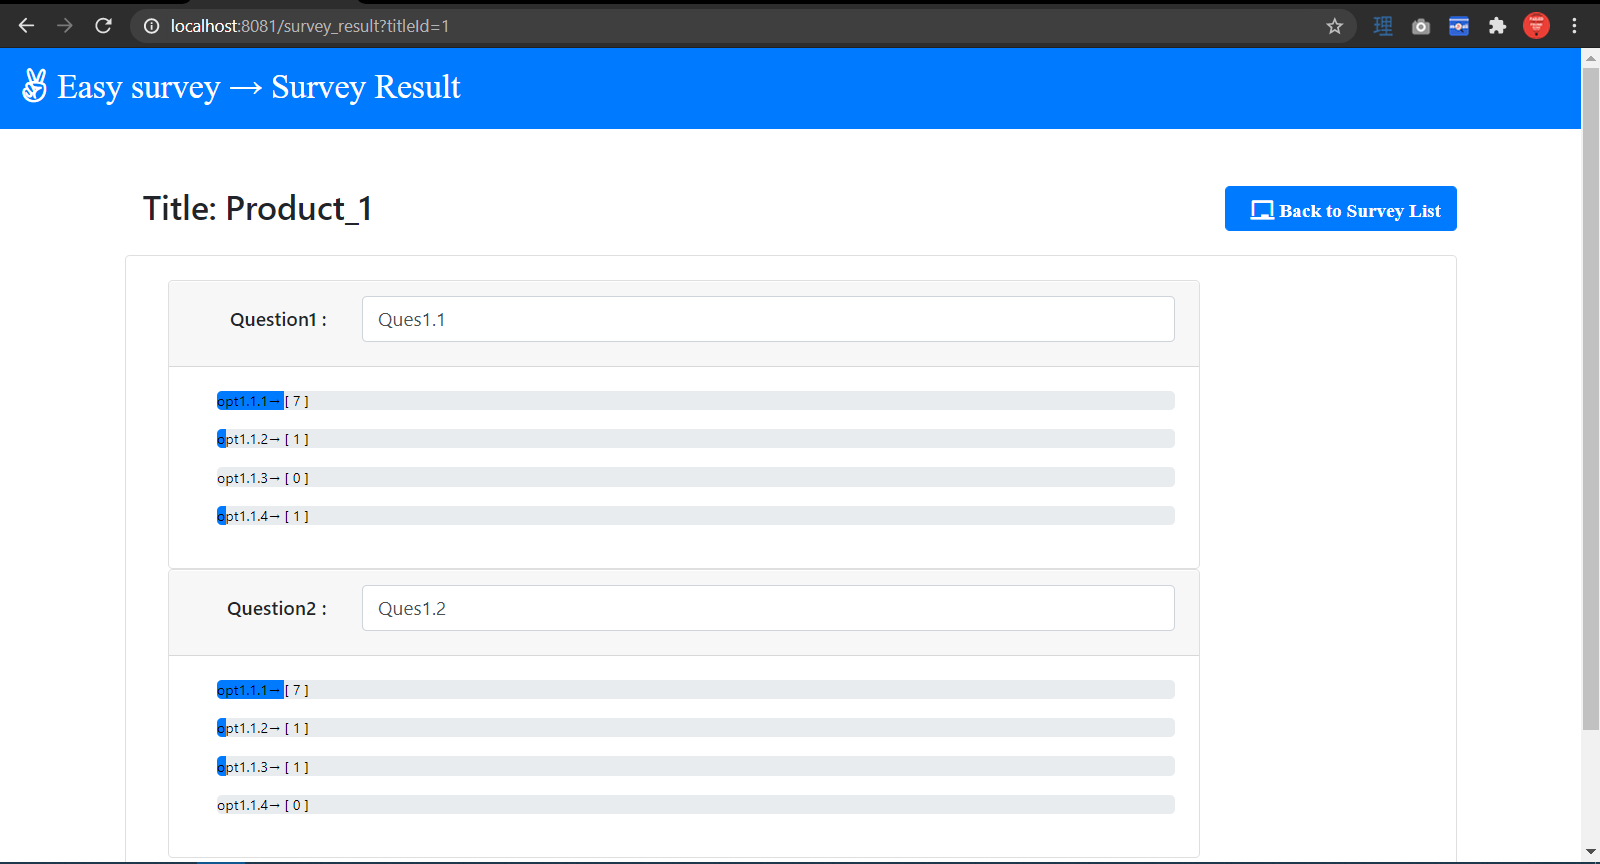 localhost:8081/survey_result?titleId=1
理
Easy survey → Survey Result
Title: Product_1
Back to Survey List
Question1 :
Ques1.1
opt1.1.1→ [ 7 ]
opt1.1.2→ [ 1 ]
opt1.1.3→ [ 0 ]
opt1.1.4→ [ 1 ]
Question2 :
Ques1.2
opt1.1.1→ [ 7 ]
opt1.1.2→ [ 1 ]
opt1.1.3→ [ 1 ]
opt1.1.4→ [ 0 ]